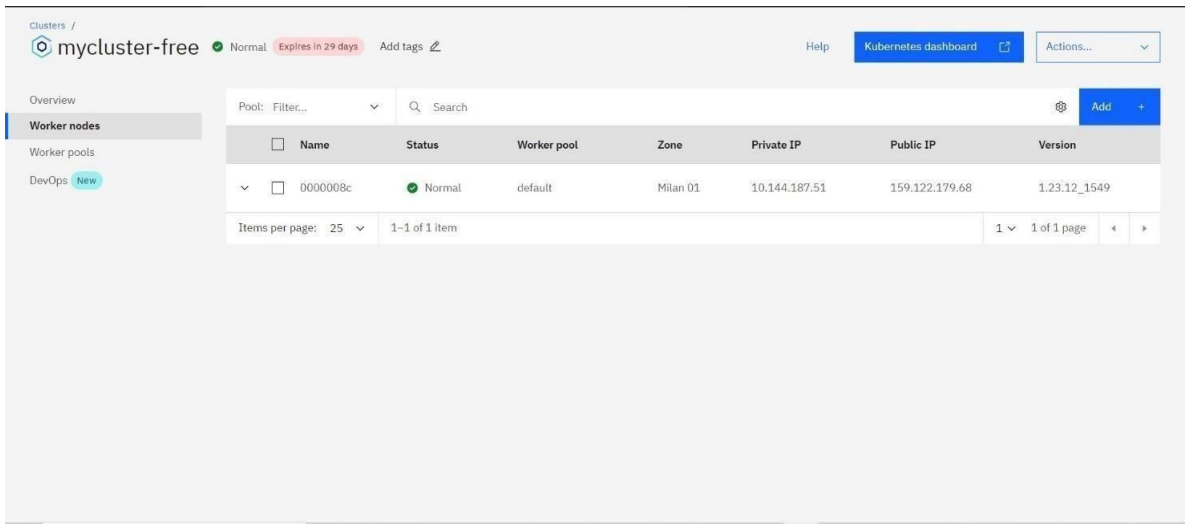 Clusters /
mycluster-free Normal Expires in 29 days Add tags Help Kubernetes dashboard Actions...
Overview
Worker nodes
Worker pools
DevOps New
Pool: Filter... Search Add +
Name Status Worker pool Zone Private IP Public IP Version
0000008c Normal default Milan 01 10.144.187.51 159.122.179.68 1.23.12_1549
Items per page: 25 1–1 of 1 item 1 1 of 1 page